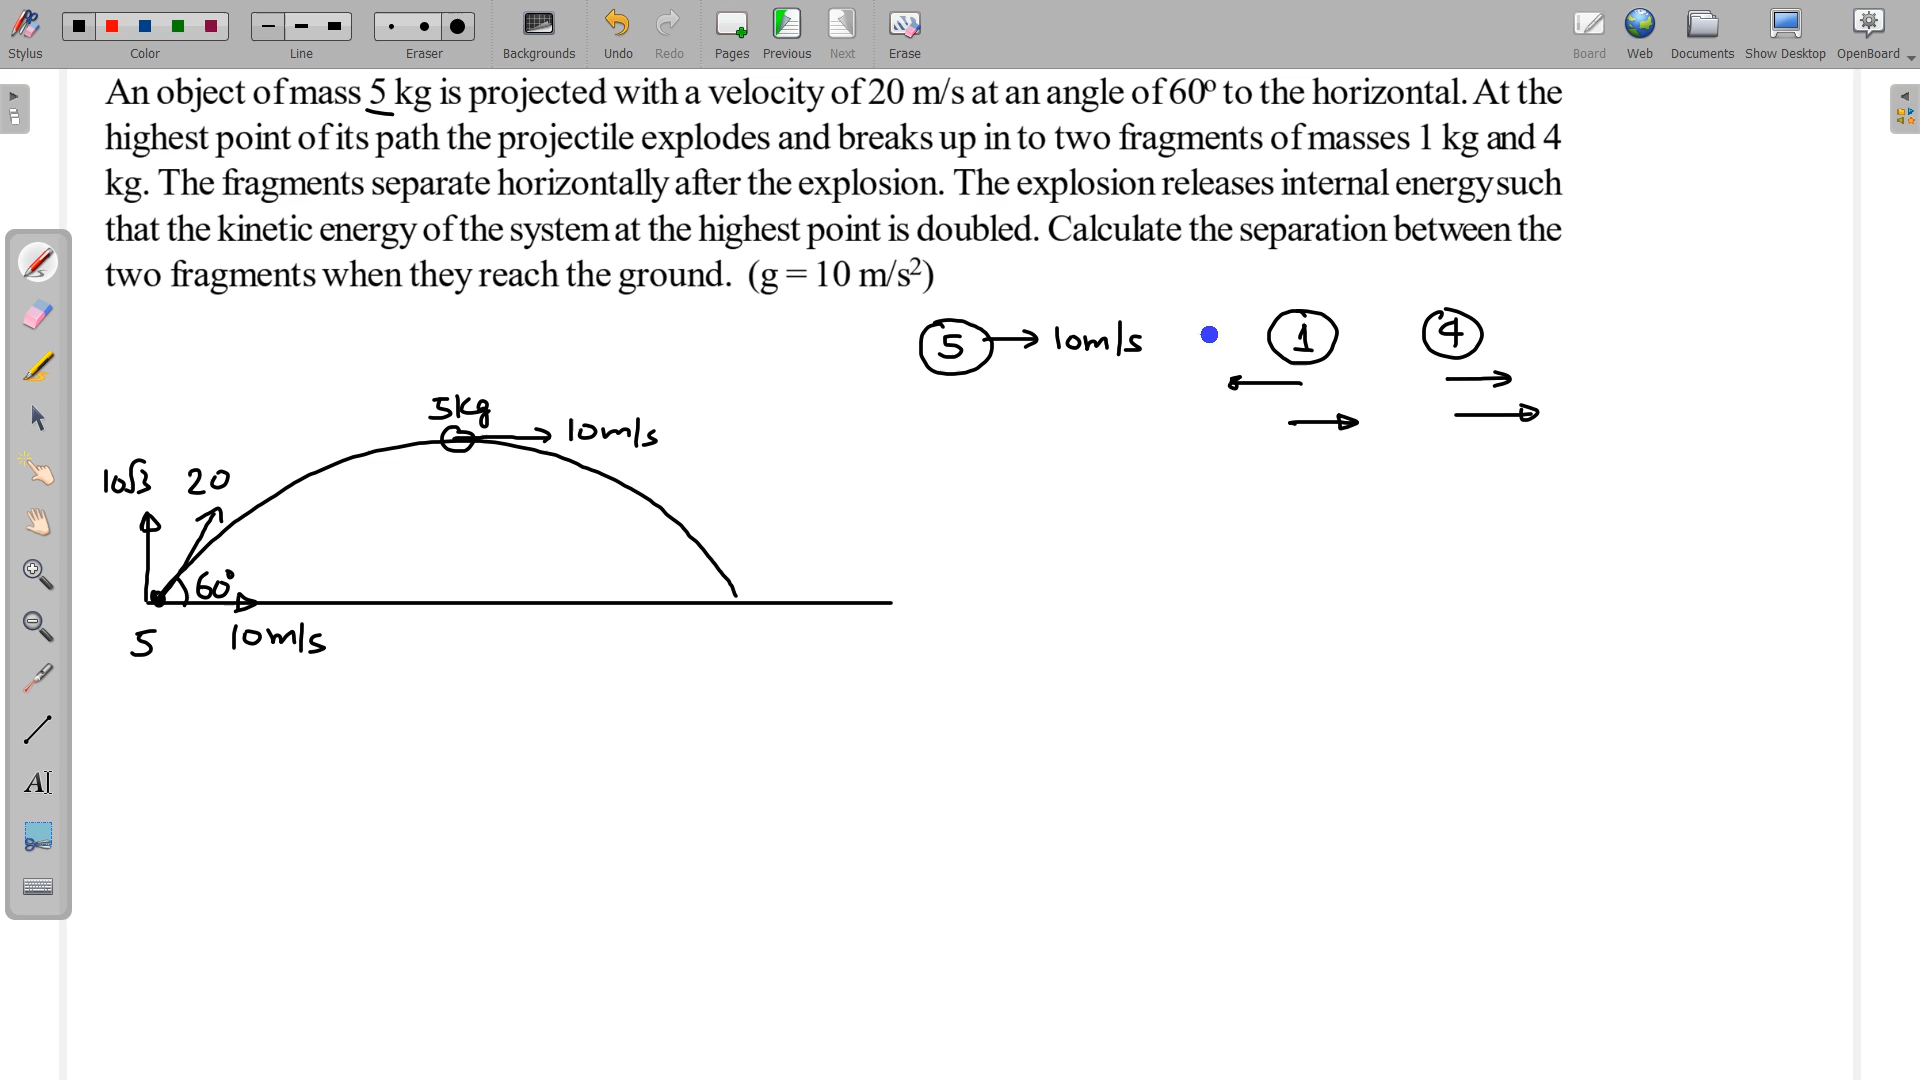 Stylus Color Line Eraser Backgrounds Undo Redo Pages Previous Next Erase Board Web Documents Show Desktop OpenBoard
An object of mass 5 kg is projected with a velocity of 20 m/s at an angle of 60º to the horizontal. At the
highest point of its path the projectile explodes and breaks up in to two fragments of masses 1 kg and 4
kg. The fragments separate horizontally after the explosion. The explosion releases internal energy such
that the kinetic energy of the system at the highest point is doubled. Calculate the separation between the
two fragments when they reach the ground. (g = 10 m/s²)
5 → 10m/s 1 4
5kg
10m/s
10√3 20
60°
5 10m/s
AI